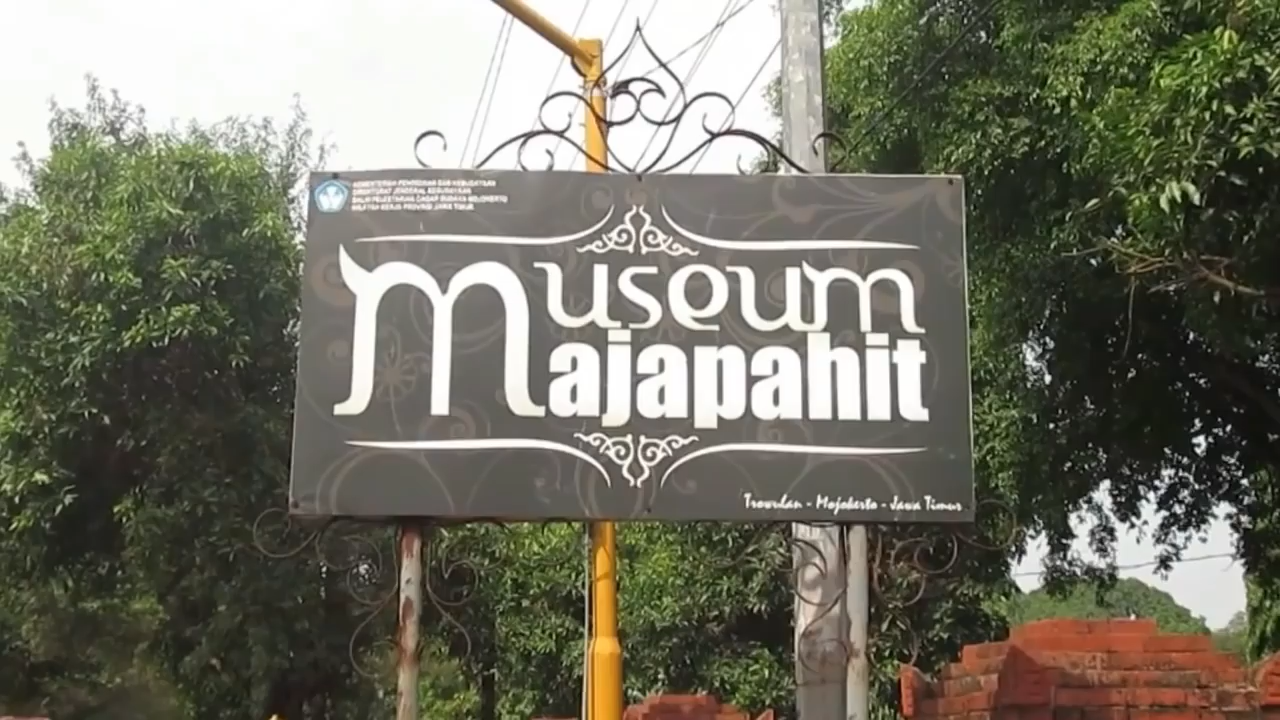 KEMENTERIAN PENDIDIKAN DAN KEBUDAYAAN
DIREKTORAT JENDERAL KEBUDAYAAN
BALAI PELESTARIAN CAGAR BUDAYA MOJOKERTO
WILAYAH KERJA PROVINSI JAWA TIMUR
Museum
Majapahit
Trowulan - Mojokerto - Jawa Timur